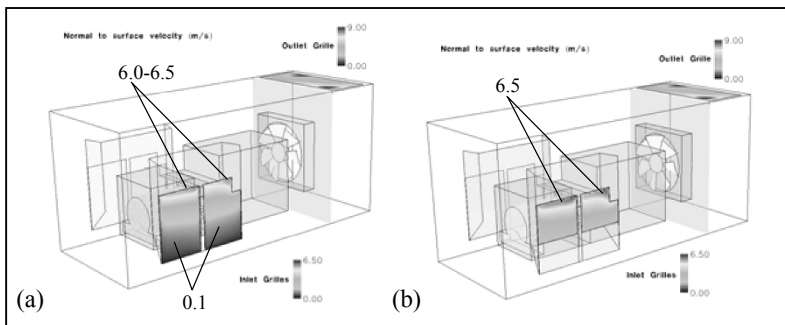 Normal to surface velocity (m/s)
9.00
Outlet Grille
0.00
6.0-6.5
6.50
Inlet Grilles
0.00
0.1
(a)
Normal to surface velocity (m/s)
9.00
Outlet Grille
0.00
6.5
6.50
Inlet Grilles
0.00
(b)